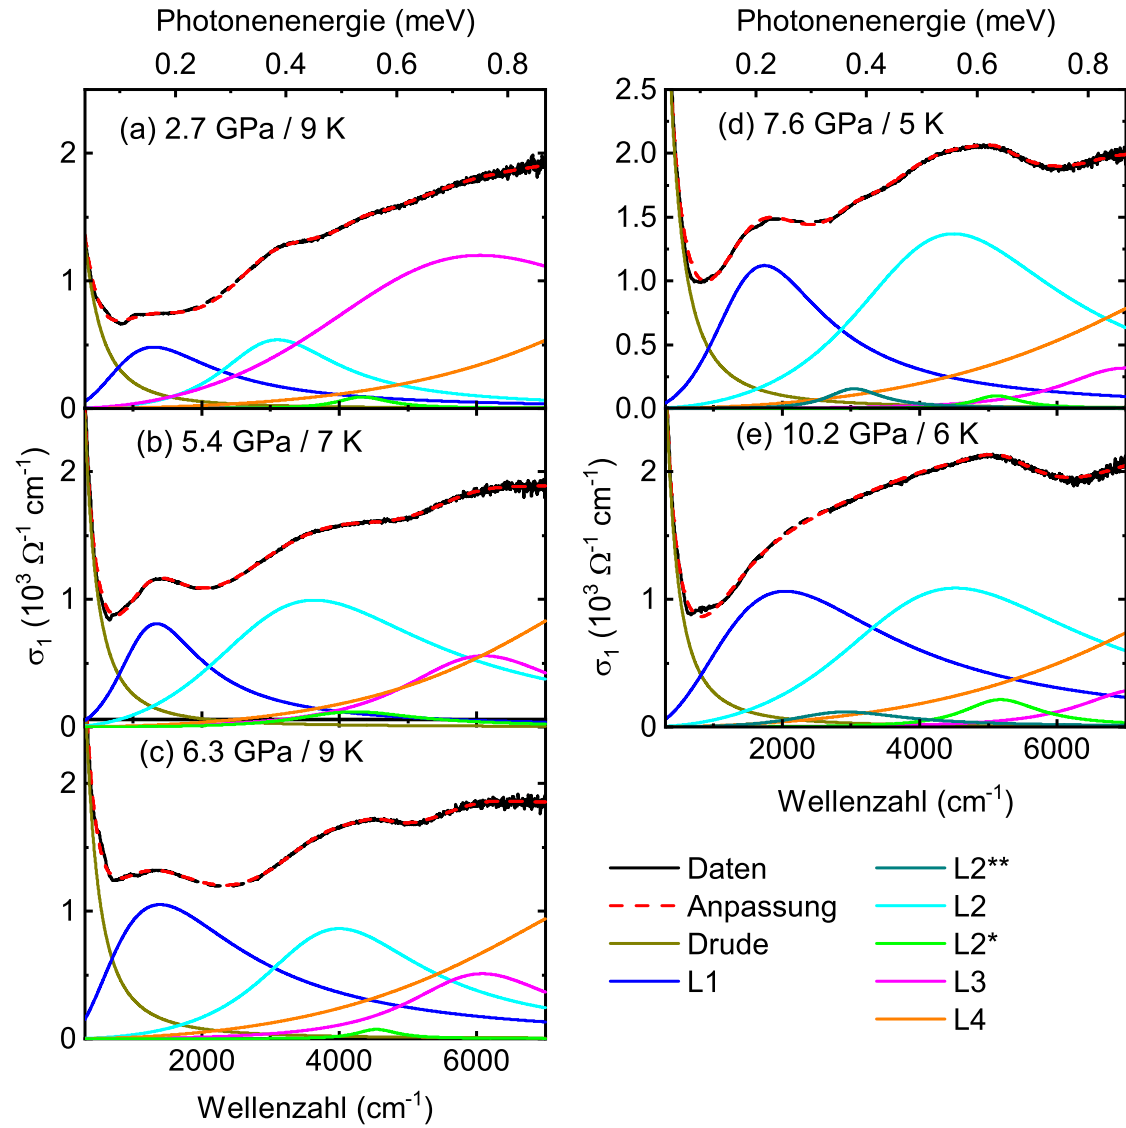 Photonenenergie (meV)
0.2 0.4 0.6 0.8
(a) 2.7 GPa / 9 K
2
1
0
(b) 5.4 GPa / 7 K
2
1
0
(c) 6.3 GPa / 9 K
2
1
0
2000 4000 6000
Wellenzahl (cm⁻¹)
σ₁ (10³ Ω⁻¹ cm⁻¹)
Photonenenergie (meV)
0.2 0.4 0.6 0.8
(d) 7.6 GPa / 5 K
2.5
2.0
1.5
1.0
0.5
0.0
(e) 10.2 GPa / 6 K
2
1
0
2000 4000 6000
Wellenzahl (cm⁻¹)
σ₁ (10³ Ω⁻¹ cm⁻¹)
Daten
Anpassung
Drude
L1
L2**
L2
L2*
L3
L4